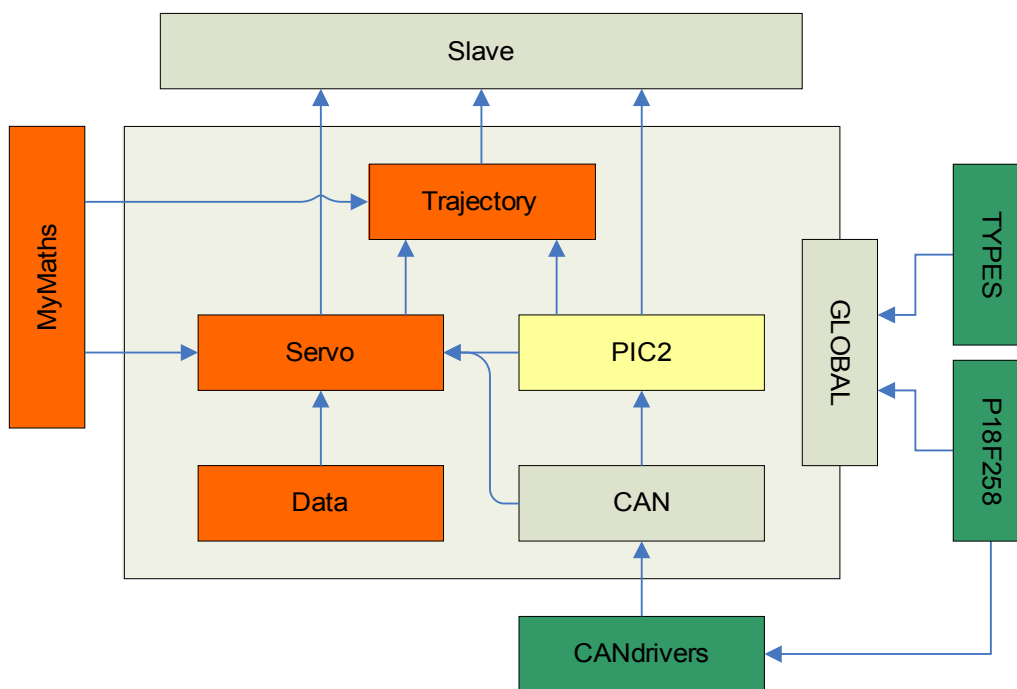 Slave
Trajectory
MyMaths
TYPES
GLOBAL
Servo
PIC2
P18F258
Data
CAN
CANdrivers